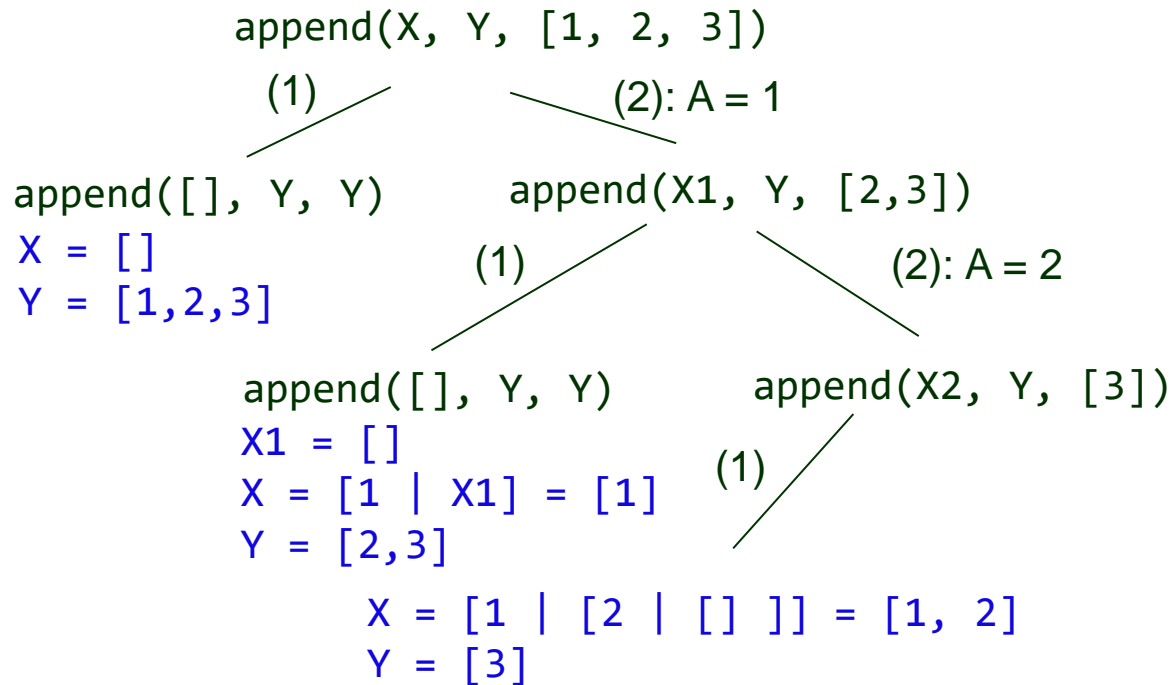 append(X, Y, [1, 2, 3])
(1)
(2): A = 1
append([], Y, Y)
X = []
Y = [1,2,3]
append(X1, Y, [2,3])
(1)
(2): A = 2
append([], Y, Y)
X1 = []
X = [1 | X1] = [1]
Y = [2,3]
append(X2, Y, [3])
(1)
X = [1 | [2 | [] ]] = [1, 2]
Y = [3]